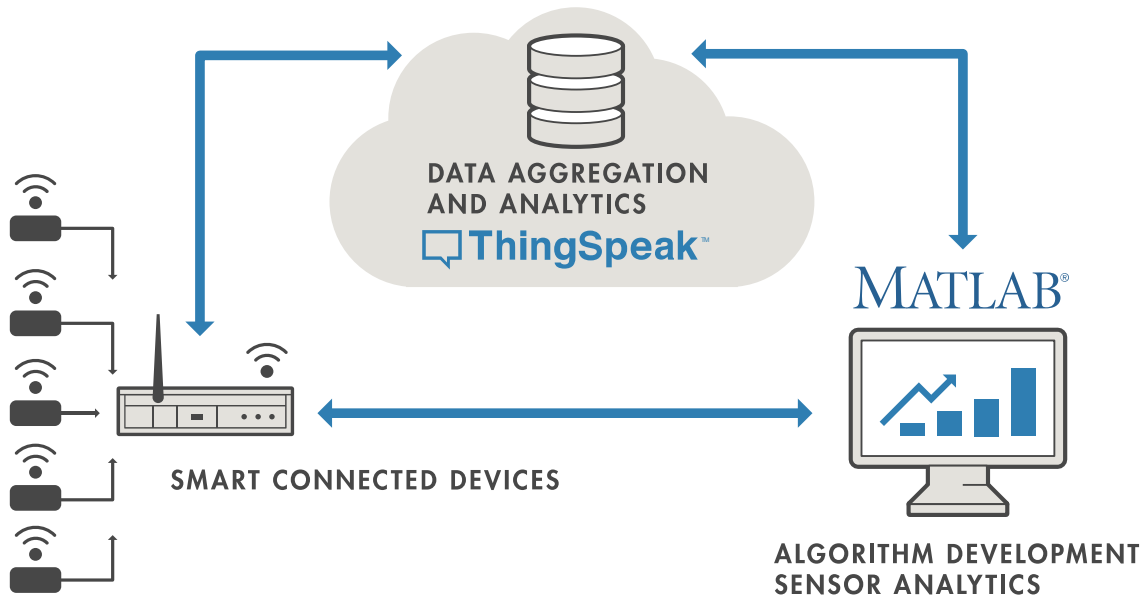 DATA AGGREGATION
AND ANALYTICS
ThingSpeak™
MATLAB®
SMART CONNECTED DEVICES
ALGORITHM DEVELOPMENT
SENSOR ANALYTICS